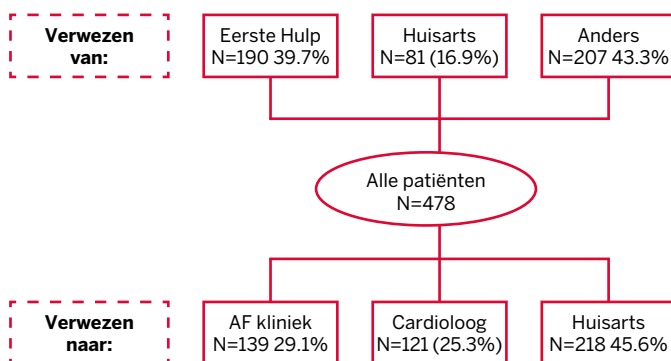 Verwezen
van:
Eerste Hulp
N=190 39.7%
Huisarts
N=81 (16.9%)
Anders
N=207 43.3%
Alle patiënten
N=478
Verwezen
naar:
AF kliniek
N=139 29.1%
Cardioloog
N=121 (25.3%)
Huisarts
N=218 45.6%